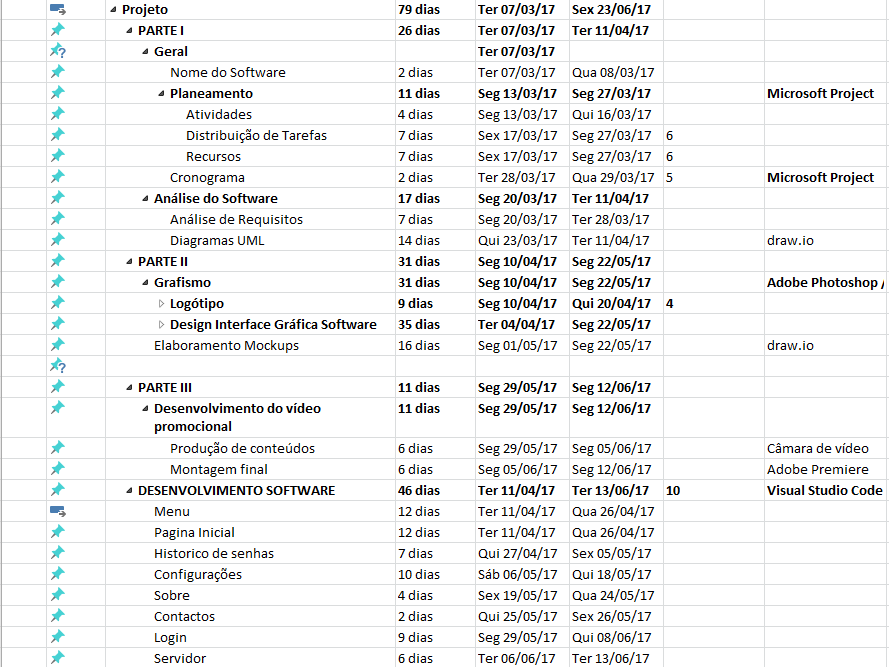 Projeto 79 dias Ter 07/03/17 Sex 23/06/17
PARTE I 26 dias Ter 07/03/17 Ter 11/04/17
Geral Ter 07/03/17
Nome do Software 2 dias Ter 07/03/17 Qua 08/03/17
Planeamento 11 dias Seg 13/03/17 Seg 27/03/17 Microsoft Project
Atividades 4 dias Seg 13/03/17 Qui 16/03/17
Distribuição de Tarefas 7 dias Sex 17/03/17 Seg 27/03/17 6
Recursos 7 dias Sex 17/03/17 Seg 27/03/17 6
Cronograma 2 dias Ter 28/03/17 Qua 29/03/17 5 Microsoft Project
Análise do Software 17 dias Seg 20/03/17 Ter 11/04/17
Análise de Requisitos 7 dias Seg 20/03/17 Ter 28/03/17
Diagramas UML 14 dias Qui 23/03/17 Ter 11/04/17 draw.io
PARTE II 31 dias Seg 10/04/17 Seg 22/05/17
Grafismo 31 dias Seg 10/04/17 Seg 22/05/17 Adobe Photoshop /
Logótipo 9 dias Seg 10/04/17 Qui 20/04/17 4
Design Interface Gráfica Software 35 dias Ter 04/04/17 Seg 22/05/17
Elaboramento Mockups 16 dias Seg 01/05/17 Seg 22/05/17 draw.io
PARTE III 11 dias Seg 29/05/17 Seg 12/06/17
Desenvolvimento do vídeo 11 dias Seg 29/05/17 Seg 12/06/17
promocional
Produção de conteúdos 6 dias Seg 29/05/17 Seg 05/06/17 Câmara de vídeo
Montagem final 6 dias Seg 05/06/17 Seg 12/06/17 Adobe Premiere
DESENVOLVIMENTO SOFTWARE 46 dias Ter 11/04/17 Ter 13/06/17 10 Visual Studio Code
Menu 12 dias Ter 11/04/17 Qua 26/04/17
Pagina Inicial 12 dias Ter 11/04/17 Qua 26/04/17
Historico de senhas 7 dias Qui 27/04/17 Sex 05/05/17
Configurações 10 dias Sáb 06/05/17 Qui 18/05/17
Sobre 4 dias Sex 19/05/17 Qua 24/05/17
Contactos 2 dias Qui 25/05/17 Sex 26/05/17
Login 9 dias Seg 29/05/17 Qui 08/06/17
Servidor 6 dias Ter 06/06/17 Ter 13/06/17